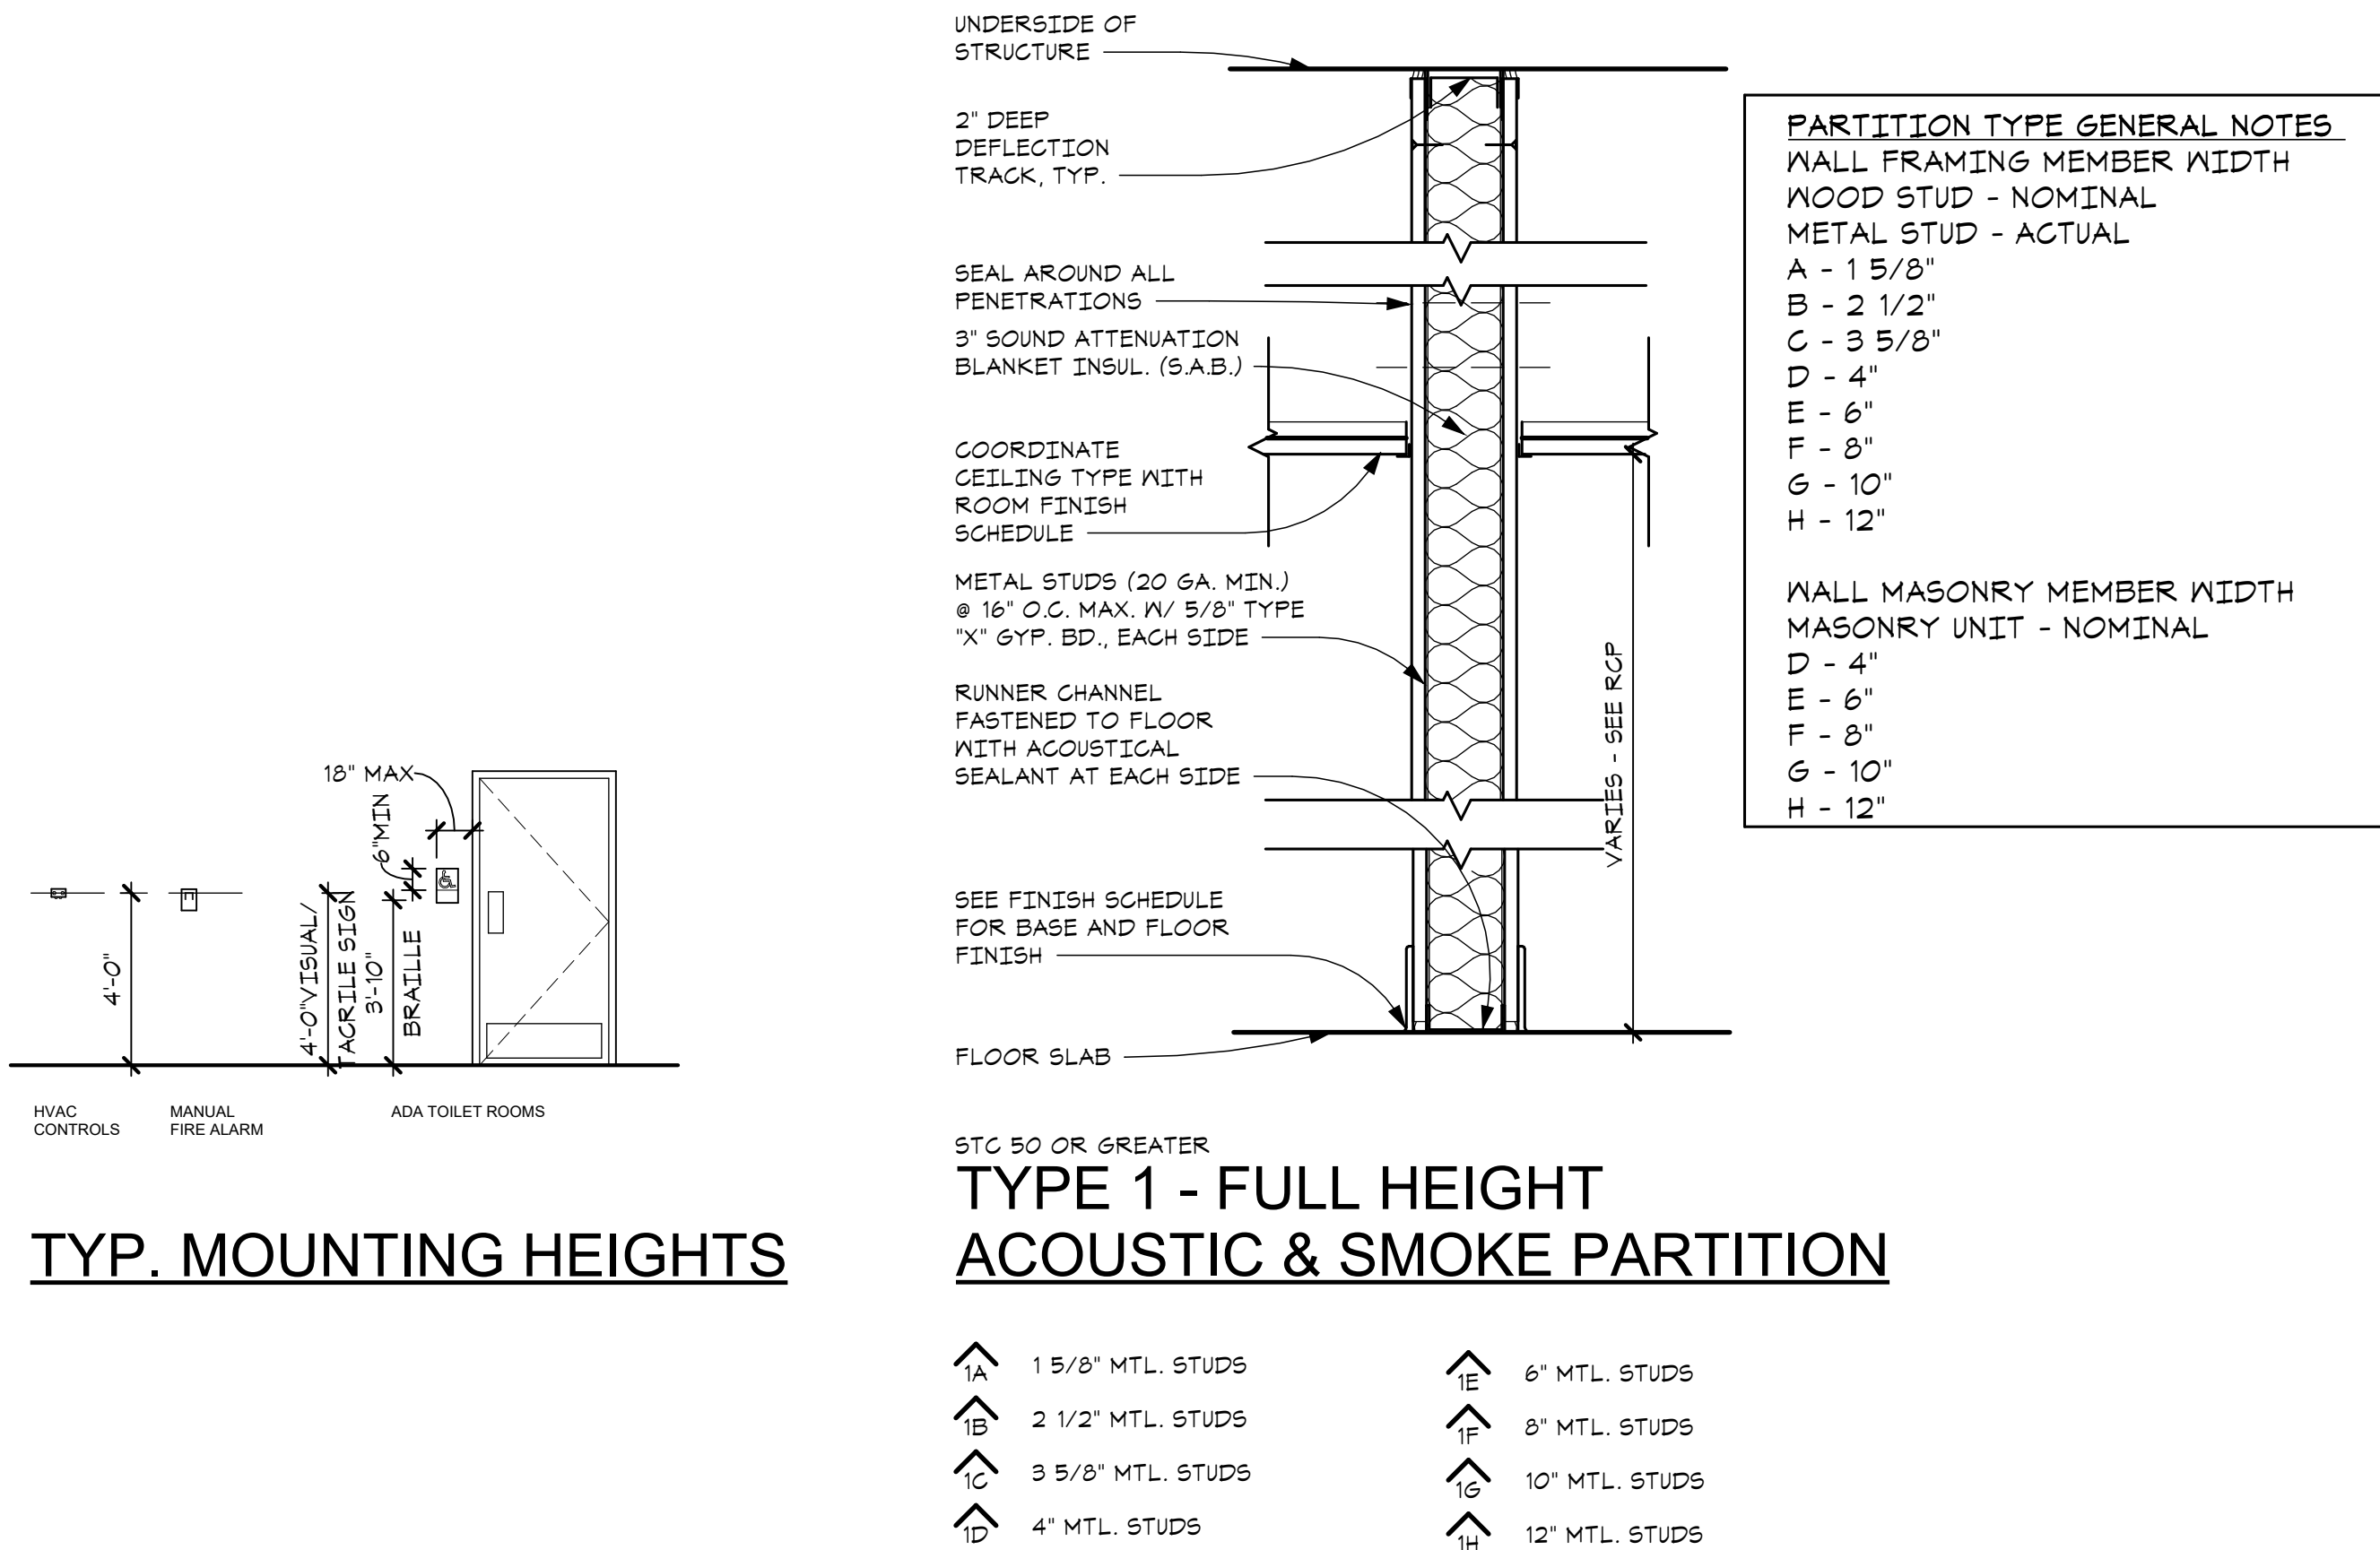 UNDERSIDE OF
STRUCTURE
2" DEEP
DEFLECTION
TRACK, TYP.
SEAL AROUND ALL
PENETRATIONS
3" SOUND ATTENUATION
BLANKET INSUL. (S.A.B.)
COORDINATE
CEILING TYPE WITH
ROOM FINISH
SCHEDULE
METAL STUDS (20 GA. MIN.)
@ 16" O.C. MAX. W/ 5/8" TYPE
"X" GYP. BD., EACH SIDE
RUNNER CHANNEL
FASTENED TO FLOOR
WITH ACOUSTICAL
SEALANT AT EACH SIDE
SEE FINISH SCHEDULE
FOR BASE AND FLOOR
FINISH
FLOOR SLAB
VARIES - SEE RCP
PARTITION TYPE GENERAL NOTES
WALL FRAMING MEMBER WIDTH
WOOD STUD - NOMINAL
METAL STUD - ACTUAL
A - 1 5/8"
B - 2 1/2"
C - 3 5/8"
D - 4"
E - 6"
F - 8"
G - 10"
H - 12"
WALL MASONRY MEMBER WIDTH
MASONRY UNIT - NOMINAL
D - 4"
E - 6"
F - 8"
G - 10"
H - 12"
18" MAX
6"MIN
4'-0"
4'-0"VISUAL/
TACRILE SIGN
3'-10"
BRAILLE
HVAC
CONTROLS
MANUAL
FIRE ALARM
ADA TOILET ROOMS
TYP. MOUNTING HEIGHTS
STC 50 OR GREATER
TYPE 1 - FULL HEIGHT
ACOUSTIC & SMOKE PARTITION
1A 1 5/8" MTL. STUDS
1B 2 1/2" MTL. STUDS
1C 3 5/8" MTL. STUDS
1D 4" MTL. STUDS
1E 6" MTL. STUDS
1F 8" MTL. STUDS
1G 10" MTL. STUDS
1H 12" MTL. STUDS